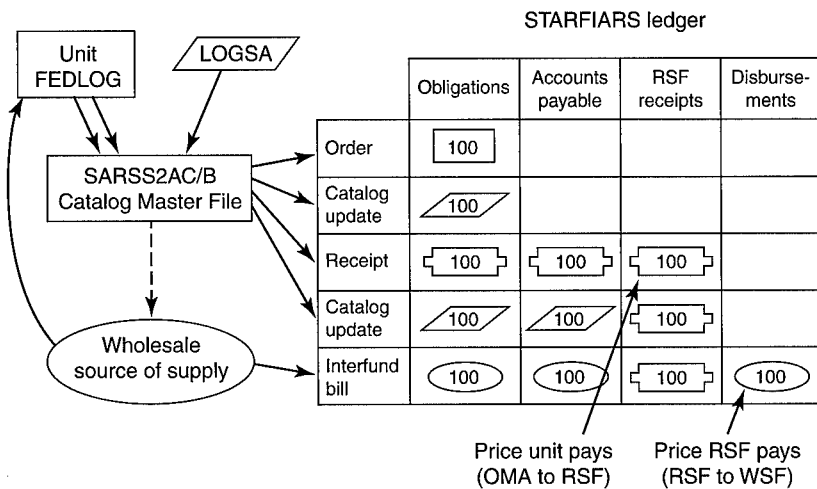 STARFIARS ledger
Unit
FEDLOG
LOGSA
SARSS2AC/B
Catalog Master File
Wholesale
source of supply
Obligations
Accounts
payable
RSF
receipts
Disburse-
ments
Order
100
Catalog
update
100
Receipt
100 100 100
Catalog
update
100 100 100
Interfund
bill
100 100 100 100
Price unit pays
(OMA to RSF)
Price RSF pays
(RSF to WSF)